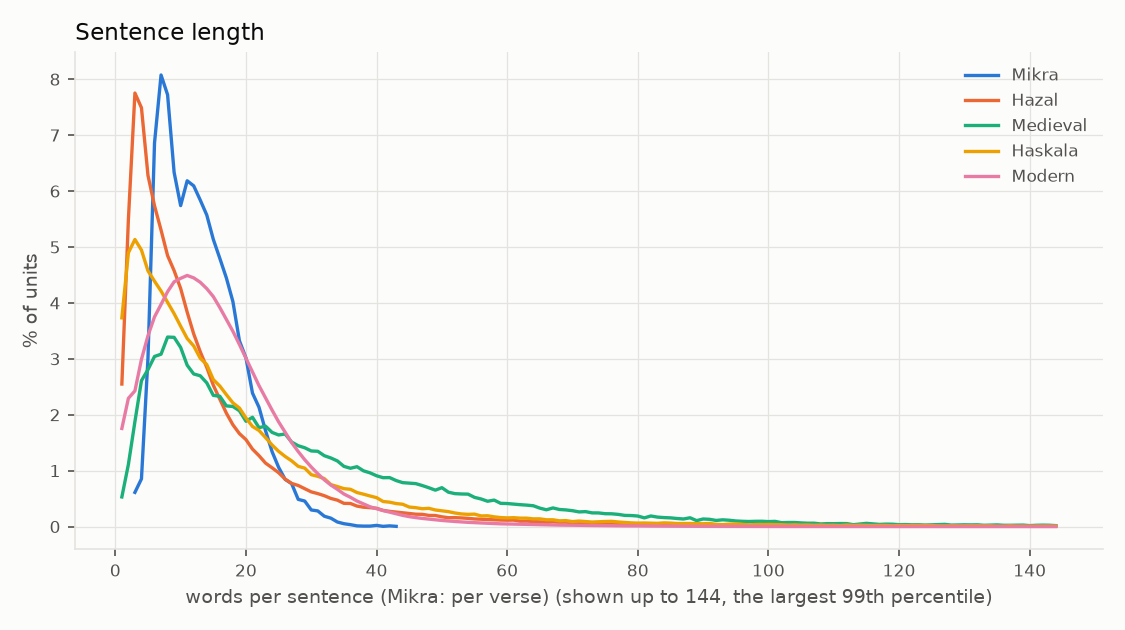 Sentence length
% of units
8
7
6
5
4
3
2
1
0
Mikra
Hazal
Medieval
Haskala
Modern
0 20 40 60 80 100 120 140
words per sentence (Mikra: per verse) (shown up to 144, the largest 99th percentile)